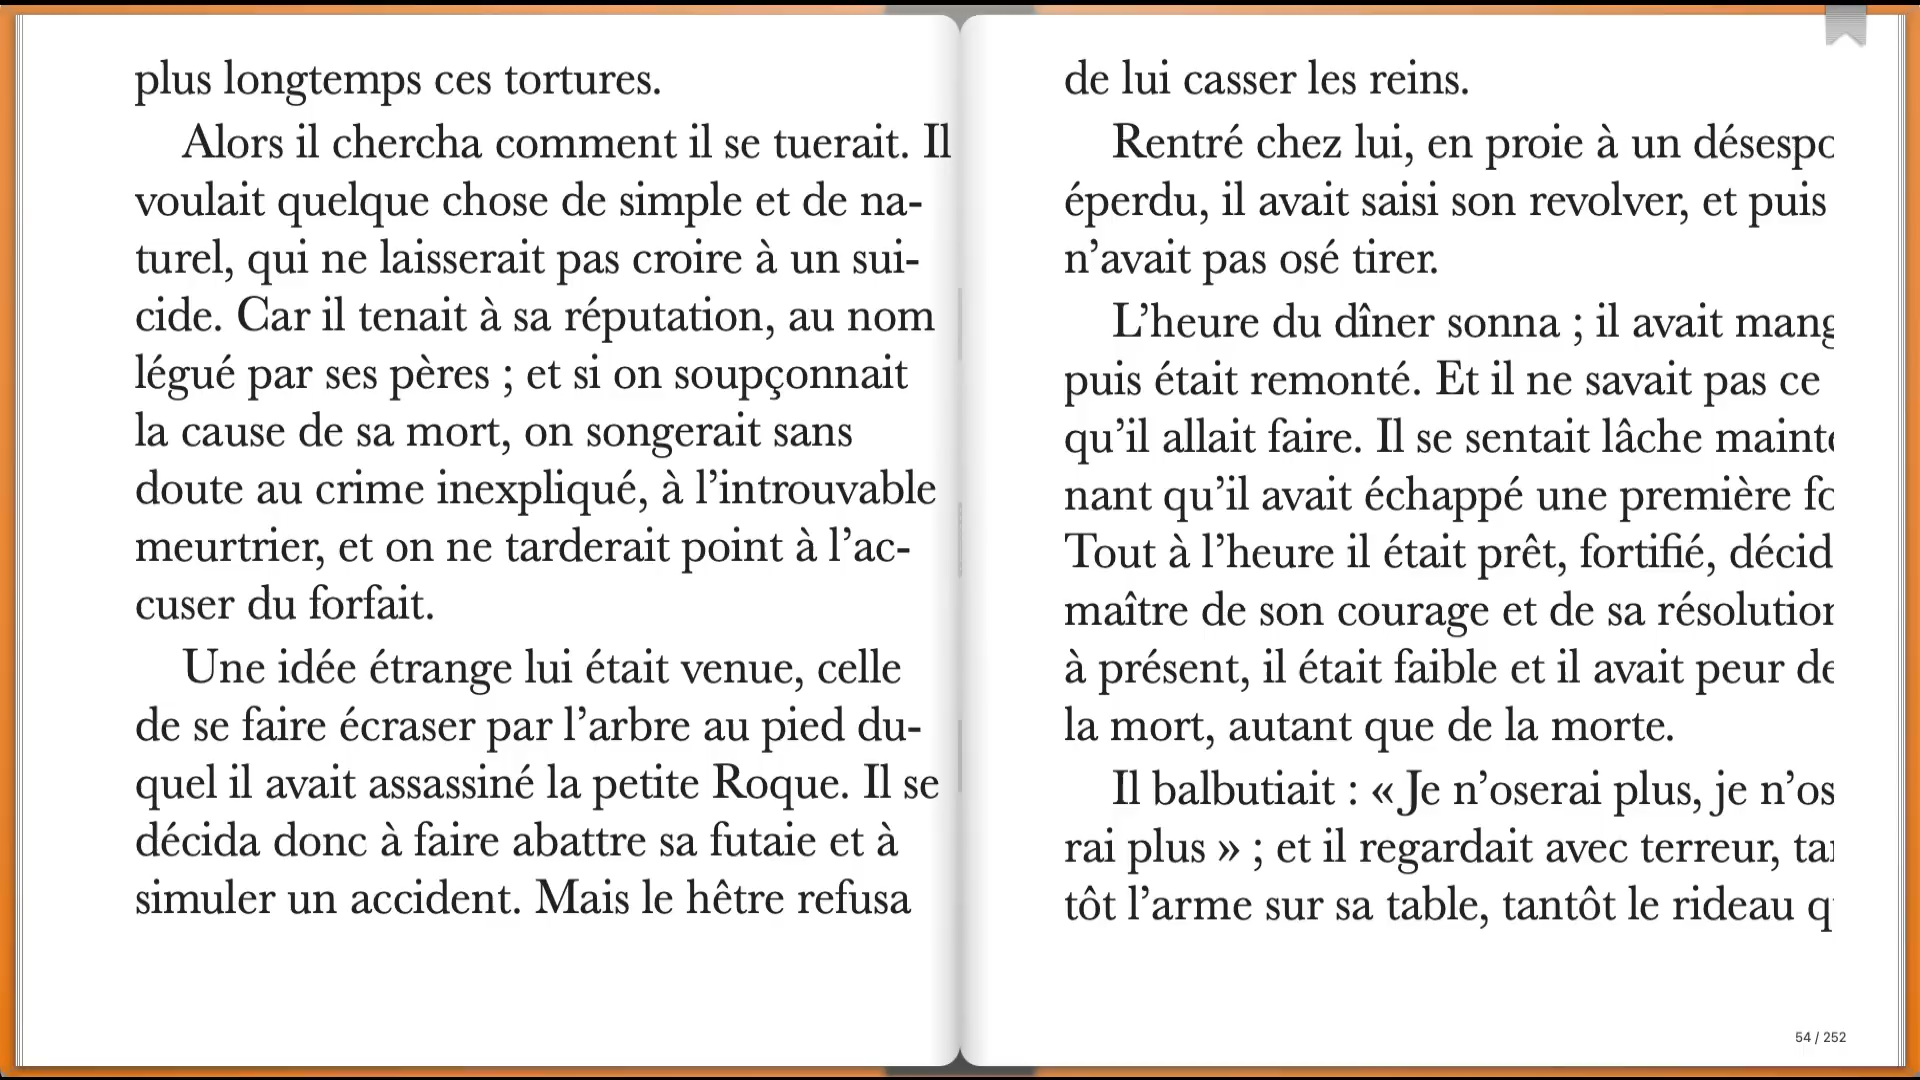 plus longtemps ces tortures.
Alors il chercha comment il se tuerait. Il
voulait quelque chose de simple et de na-
turel, qui ne laisserait pas croire à un sui-
cide. Car il tenait à sa réputation, au nom
légué par ses pères ; et si on soupçonnait
la cause de sa mort, on songerait sans
doute au crime inexpliqué, à l’introuvable
meurtrier, et on ne tarderait point à l’ac-
cuser du forfait.
Une idée étrange lui était venue, celle
de se faire écraser par l’arbre au pied du-
quel il avait assassiné la petite Roque. Il se
décida donc à faire abattre sa futaie et à
simuler un accident. Mais le hêtre refusa
de lui casser les reins.
Rentré chez lui, en proie à un désespo
éperdu, il avait saisi son revolver, et puis
n’avait pas osé tirer.
L’heure du dîner sonna ; il avait mang
puis était remonté. Et il ne savait pas ce
qu’il allait faire. Il se sentait lâche mainte
nant qu’il avait échappé une première fo
Tout à l’heure il était prêt, fortifié, décid
maître de son courage et de sa résolution
à présent, il était faible et il avait peur de
la mort, autant que de la morte.
Il balbutiait : « Je n’oserai plus, je n’os
rai plus » ; et il regardait avec terreur, tan
tôt l’arme sur sa table, tantôt le rideau q
54 / 252